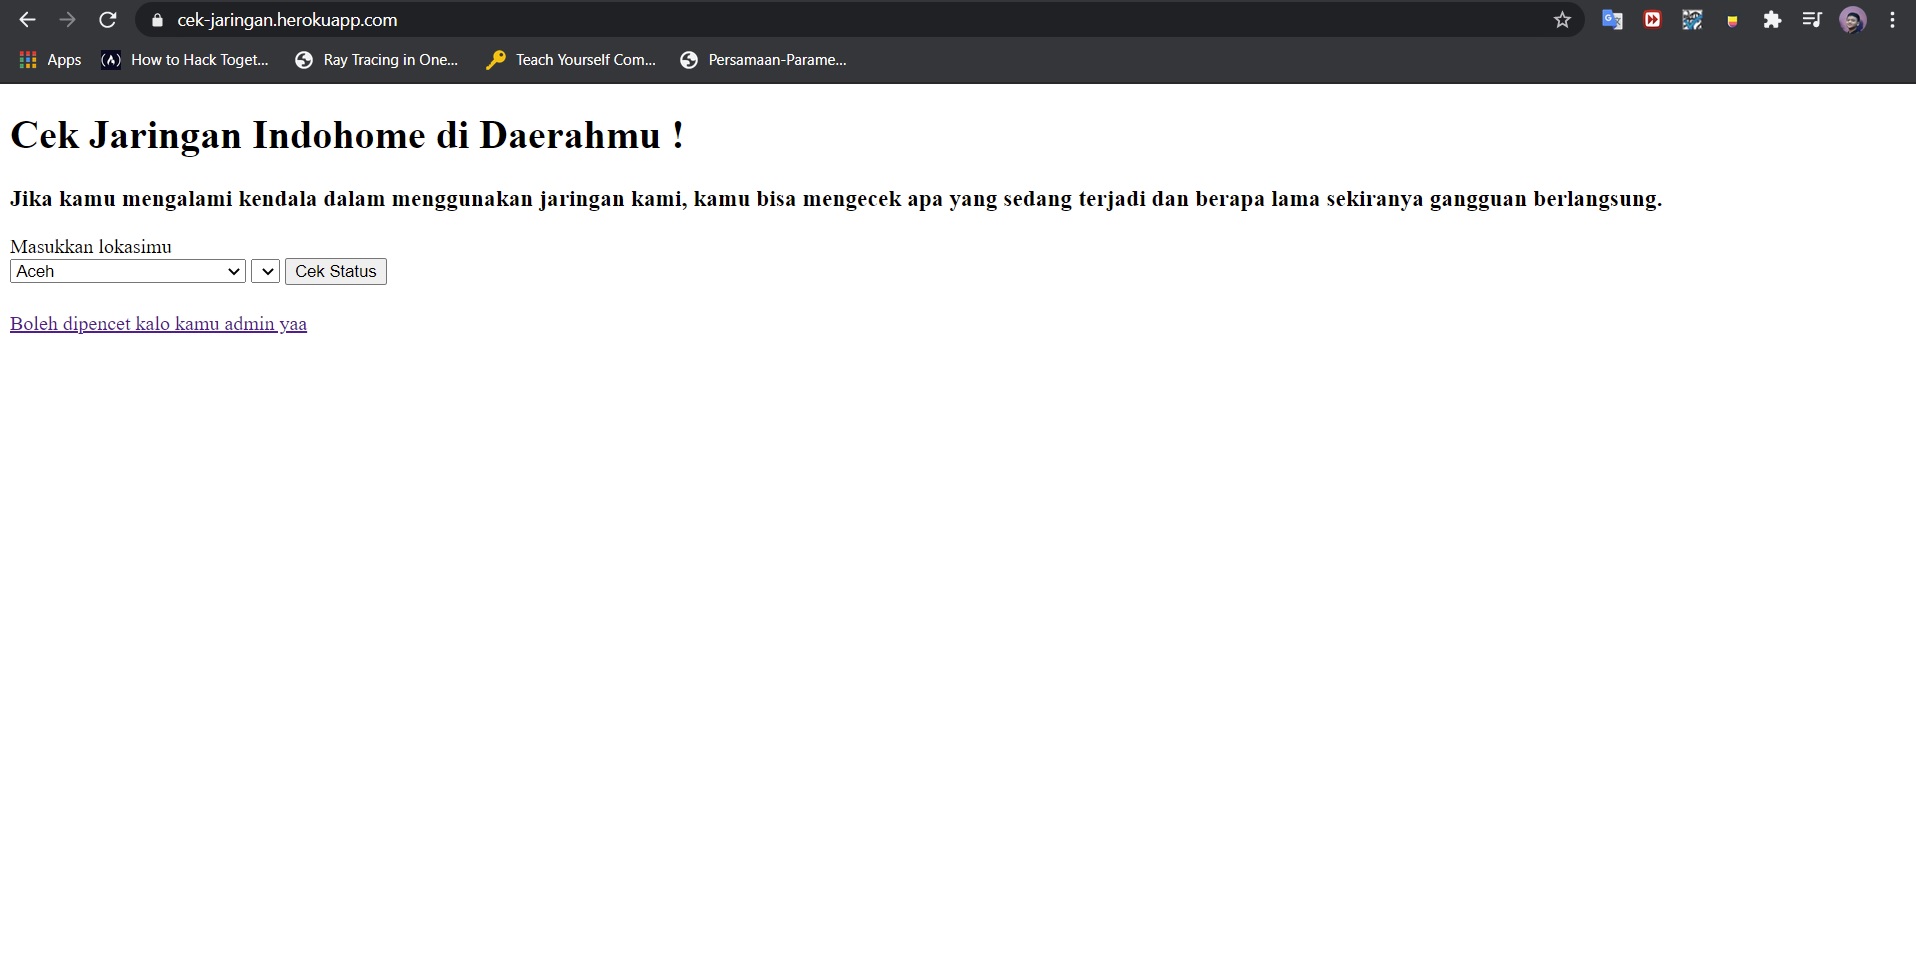 cek-jaringan.herokuapp.com
Apps How to Hack Toget... Ray Tracing in One... Teach Yourself Com... Persamaan-Parame...
Cek Jaringan Indohome di Daerahmu !
Jika kamu mengalami kendala dalam menggunakan jaringan kami, kamu bisa mengecek apa yang sedang terjadi dan berapa lama sekiranya gangguan berlangsung.
Masukkan lokasimu
Aceh Cek Status
Boleh dipencet kalo kamu admin yaa